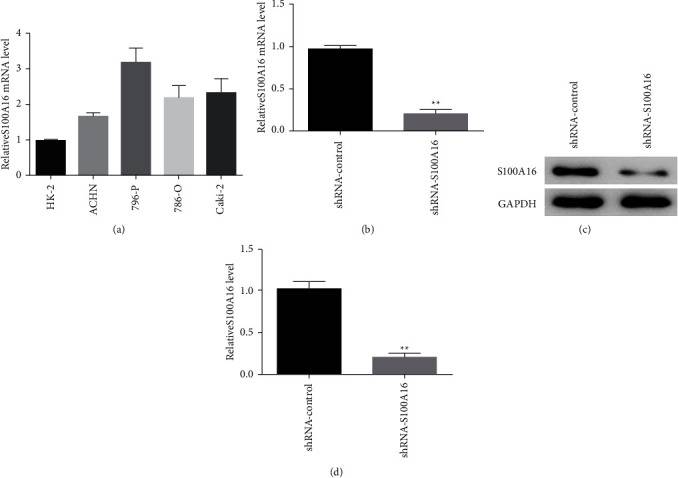 RelativeS100A16 mRNA level
4
3
2
1
0
HK-2
ACHN
796-P
786-O
Caki-2
(a)
RelativeS100A16 mRNA level
1.5
1.0
0.5
0.0
**
shRNA-control
shRNA-S100A16
(b)
shRNA-control
shRNA-S100A16
S100A16
GAPDH
(c)
RelativeS100A16 level
1.5
1.0
0.5
0.0
**
shRNA-control
shRNA-S100A16
(d)